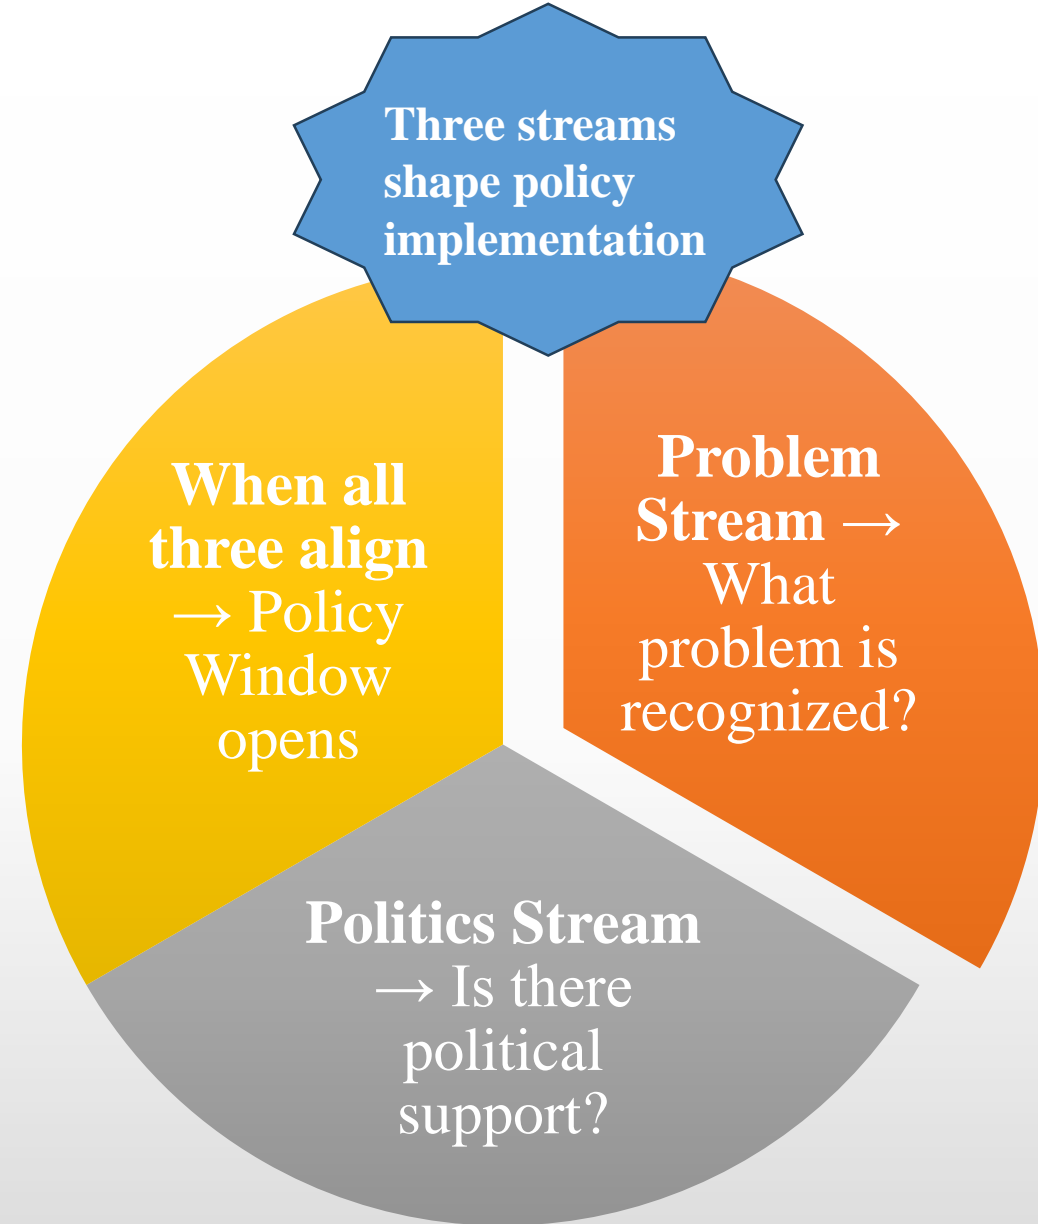 Three streams
shape policy
implementation
Problem
Stream →
What
problem is
recognized?
Politics Stream
→ Is there
political
support?
When all
three align
→ Policy
Window
opens